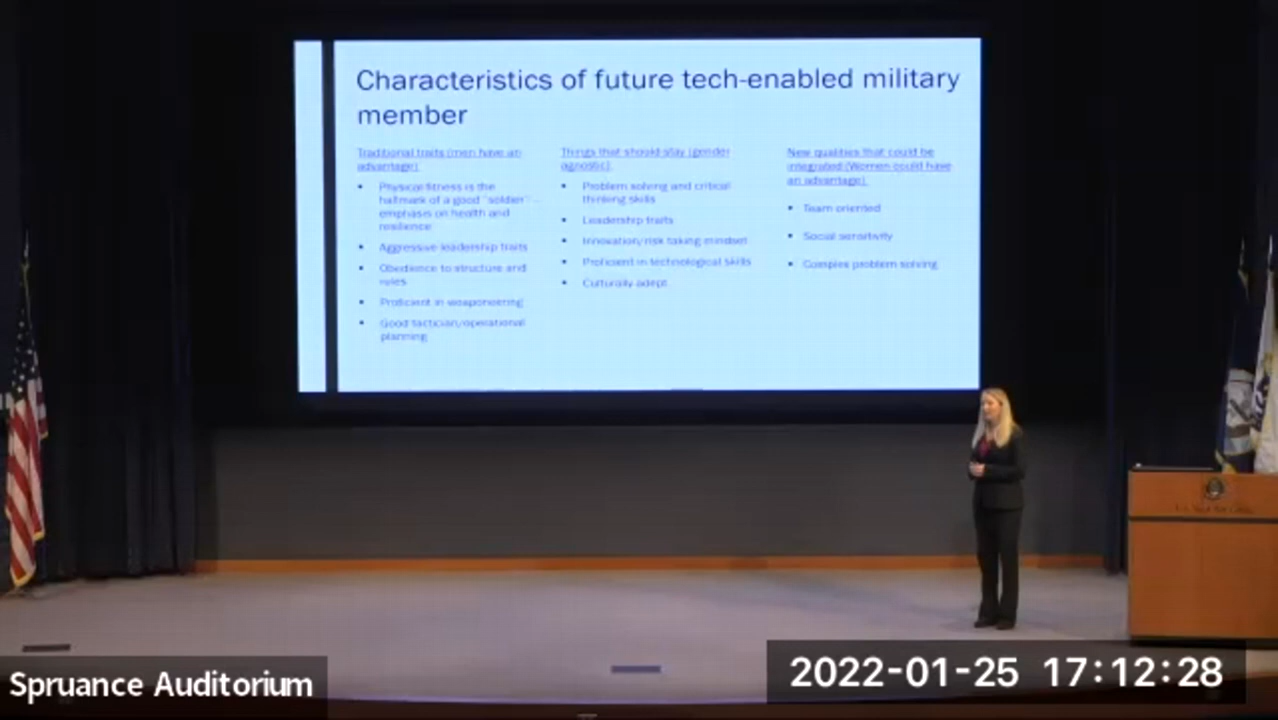 Characteristics of future tech-enabled military
member
Traditional traits (men have an
advantage)
Physical fitness is the
hallmark of a good "soldier" -
emphasis on health and
resilience
Aggressive leadership traits
Obedience to structure and
rules
Proficient in weaponeering
Good tactician/operational
planning
Things that should stay (gender
agnostic)
Problem solving and critical
thinking skills
Leadership traits
Innovation/risk taking mindset
Proficient in technological skills
Culturally adept
New qualities that could be
integrated (Women could have
an advantage)
Team oriented
Social sensitivity
Complex problem solving
Spruance Auditorium
2022-01-25 17:12:28